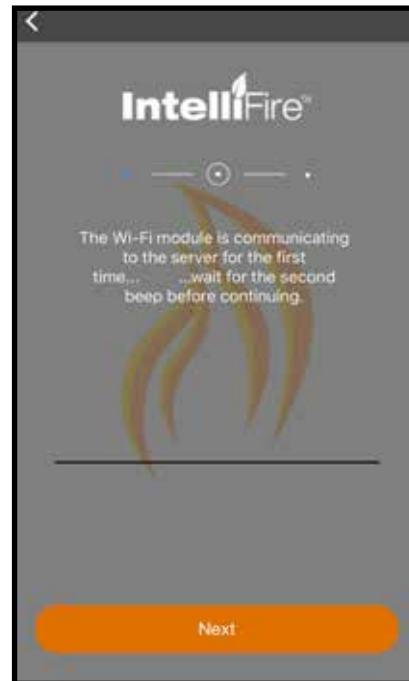 IntelliFire™
The Wi-Fi module is communicating
to the server for the first
time... ...wait for the second
beep before continuing.
Next